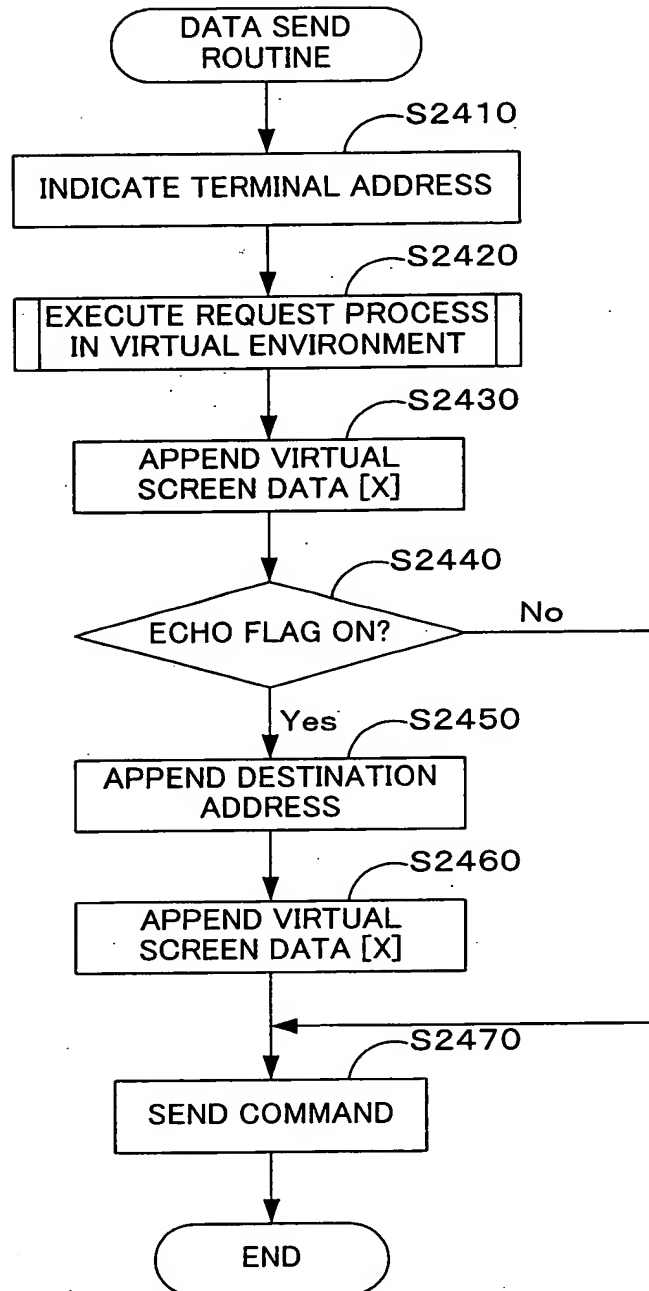 DATA SEND
ROUTINE
S2410
INDICATE TERMINAL ADDRESS
S2420
EXECUTE REQUEST PROCESS
IN VIRTUAL ENVIRONMENT
S2430
APPEND VIRTUAL
SCREEN DATA [X]
S2440
ECHO FLAG ON?
No
Yes
S2450
APPEND DESTINATION
ADDRESS
S2460
APPEND VIRTUAL
SCREEN DATA [X]
S2470
SEND COMMAND
END